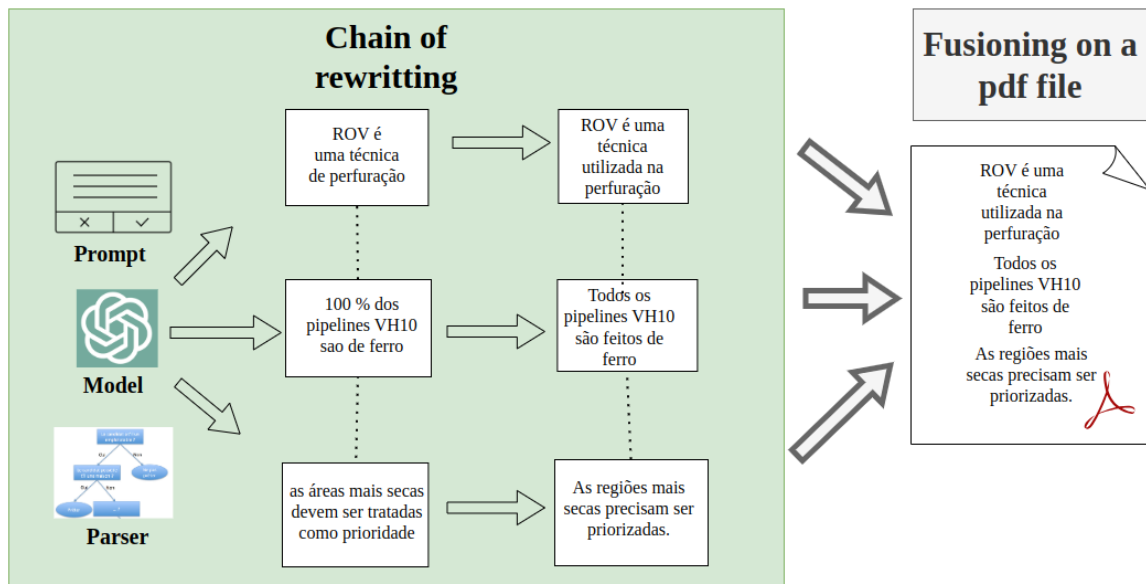 Chain of
rewritting
Fusioning on a
pdf file
Prompt
Model
Parser
ROV é
uma técnica
de perfuração
ROV é uma
técnica
utilizada na
perfuração
100 % dos
pipelines VH10
sao de ferro
Todos os
pipelines VH10
são feitos de
ferro
as áreas mais secas
devem ser tratadas
como prioridade
As regiões mais
secas precisam ser
priorizadas.
ROV é uma
técnica
utilizada na
perfuração
Todos os
pipelines VH10
são feitos de
ferro
As regiões mais
secas precisam ser
priorizadas.